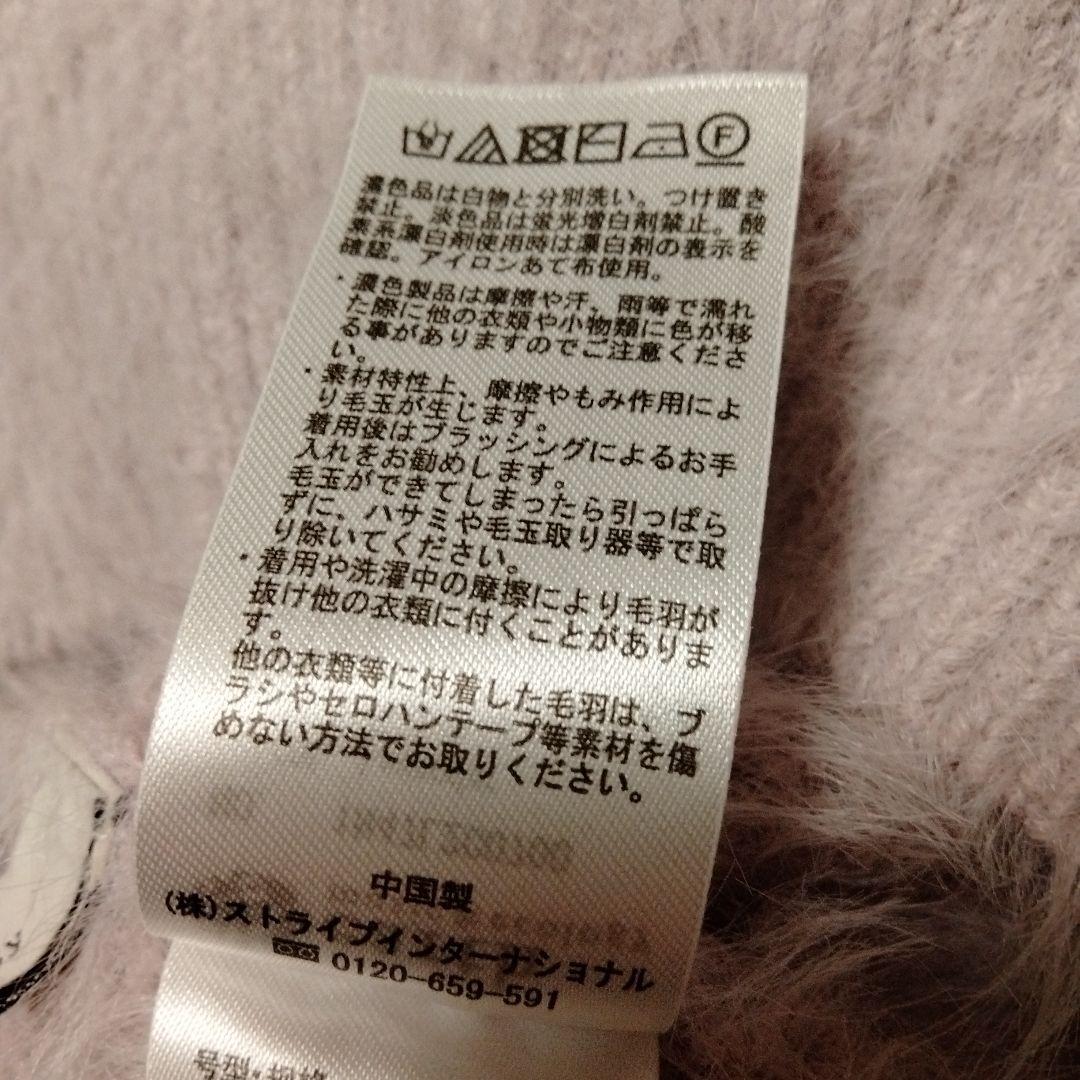 F
濃色品は白物と分別洗い。つけ置き
禁止。淡色品は蛍光増白剤禁止。酸
素系漂白剤使用時は漂白剤の表示を
確認。アイロンあて布使用。
・濃色製品は摩擦や汗、雨等で濡れ
た際に他の衣類や小物類に色が移
る事がありますのでご注意くださ
い。
・素材特性上、摩擦やもみ作用によ
り毛玉が生じます。
着用後はブラッシングによるお手
入れをお勧めします。
毛玉ができてしまったら引っぱら
ずに、ハサミや毛玉取り器等で取
り除いてください。
・着用や洗濯中の摩擦により毛羽が
抜け他の衣類に付くことがありま
す。
他の衣類等に付着した毛羽は、ブ
ラシやセロハンテープ等素材を傷
めない方法でお取りください。
中国製
(株)ストライプインターナショナル
0120-659-591
号型・規格